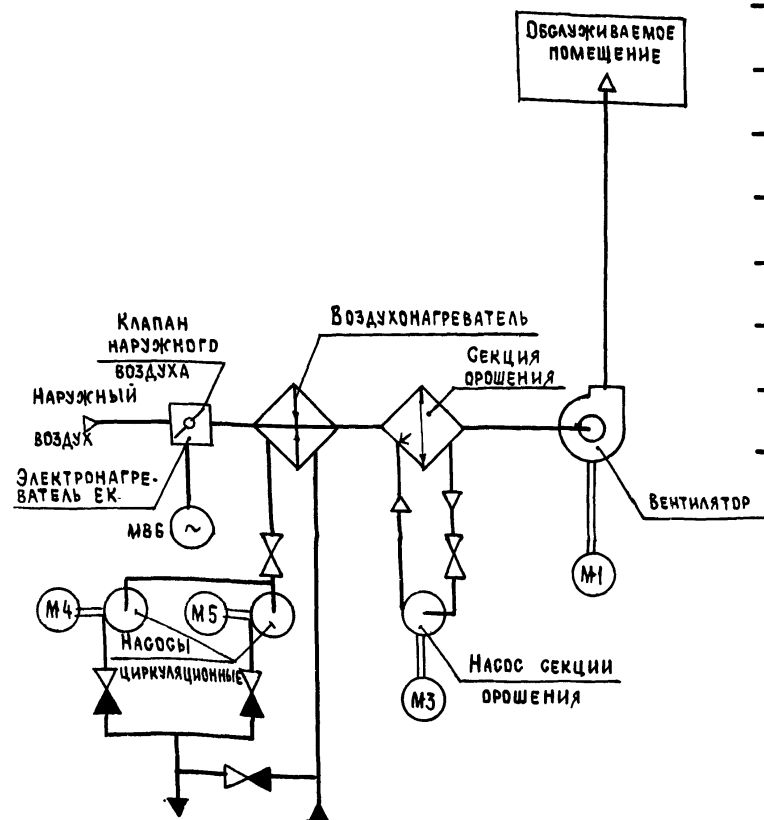 Обслуживаемое
помещение
Клапан
наружного
воздуха
Воздухонагреватель
Секция
орошения
Наружный
воздух
Электронагре-
ватель ЕК.
Вентилятор
МВ6
~
М1
М4
М5
Насосы
циркуляционные
Насос секции
орошения
М3